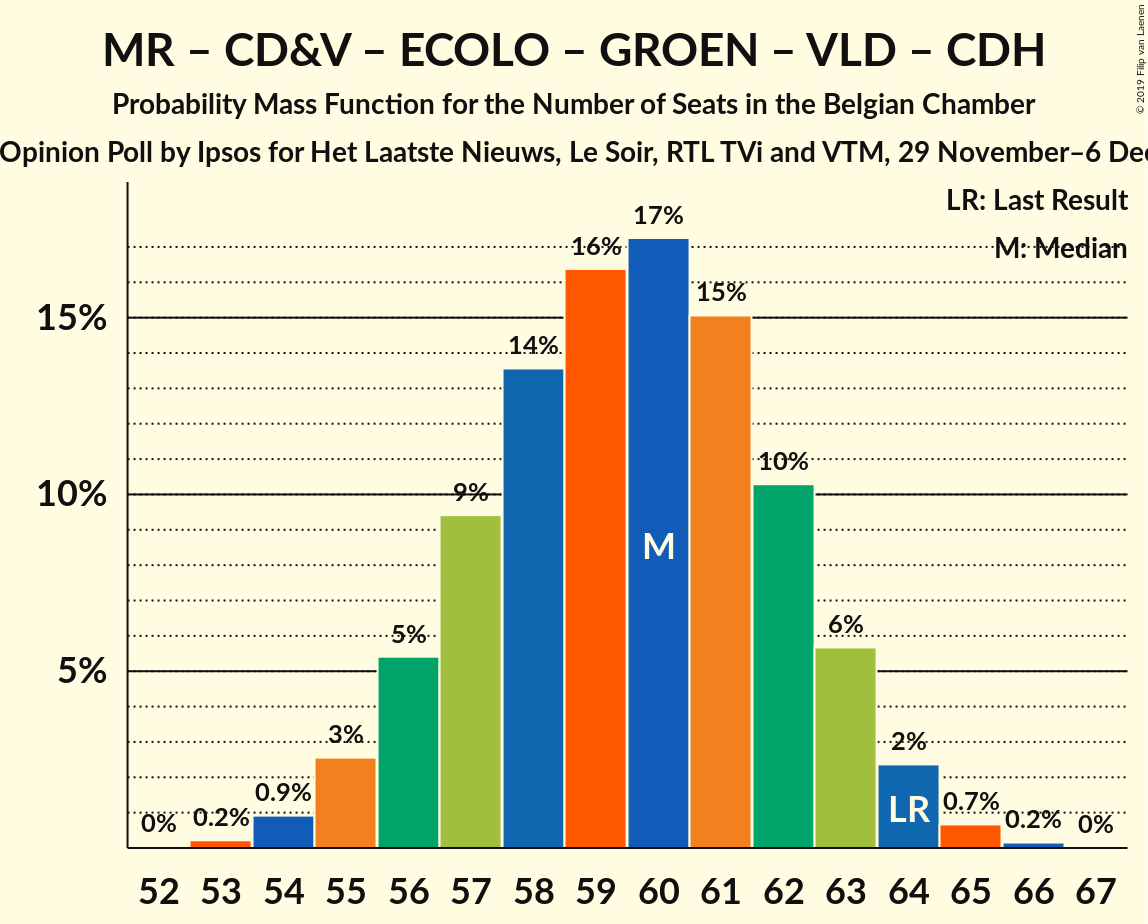 MR – CD&V – ECOLO – GROEN – VLD – CDH
Probability Mass Function for the Number of Seats in the Belgian Chamber
Opinion Poll by Ipsos for Het Laatste Nieuws, Le Soir, RTL TVi and VTM, 29 November–6 Dec
© 2019 Filip van Laenen
LR: Last Result
M: Median
15%
10%
5%
0%
0.2%
0.9%
3%
5%
9%
14%
16%
17%
15%
10%
6%
2%
0.7%
0.2%
0%
M
LR
52 53 54 55 56 57 58 59 60 61 62 63 64 65 66 67